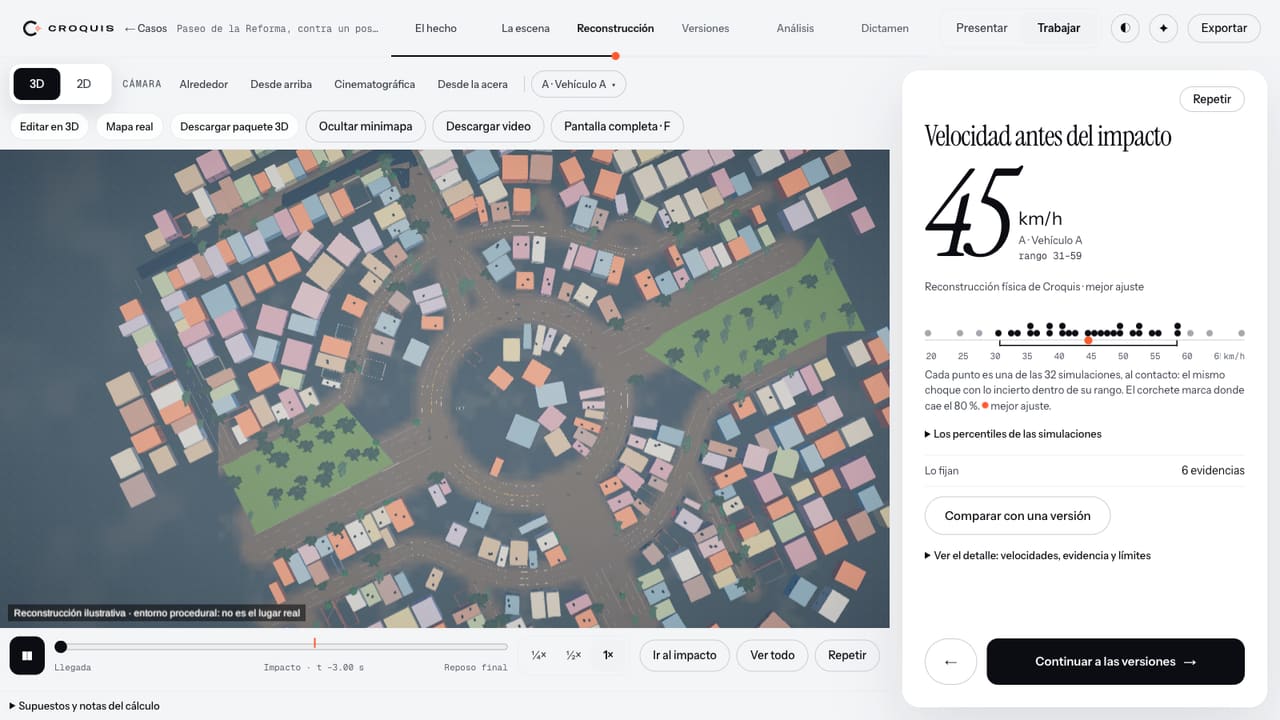 CROQUIS
← Casos
Paseo de la Reforma, contra un pos…
El hecho
La escena
Reconstrucción
Versiones
Análisis
Dictamen
Presentar
Trabajar
Exportar
3D
2D
CÁMARA
Alrededor
Desde arriba
Cinematográfica
Desde la acera
A · Vehículo A
Editar en 3D
Mapa real
Descargar paquete 3D
Ocultar minimapa
Descargar video
Pantalla completa · F
Reconstrucción ilustrativa - entorno procedural: no es el lugar real
Llegada
Impacto · t −3.00 s
Reposo final
¼×
½×
1×
Ir al impacto
Ver todo
Repetir
▶ Supuestos y notas del cálculo
Repetir
Velocidad antes del impacto
45 km/h
A · Vehículo A
rango 31–59
Reconstrucción física de Croquis · mejor ajuste
20 25 30 35 40 45 50 55 60 6 km/h
Cada punto es una de las 32 simulaciones, al contacto: el mismo
choque con lo incierto dentro de su rango. El corchete marca donde
cae el 80 %. mejor ajuste.
▶ Los percentiles de las simulaciones
Lo fijan 6 evidencias
Comparar con una versión
▶ Ver el detalle: velocidades, evidencia y límites
←
Continuar a las versiones →